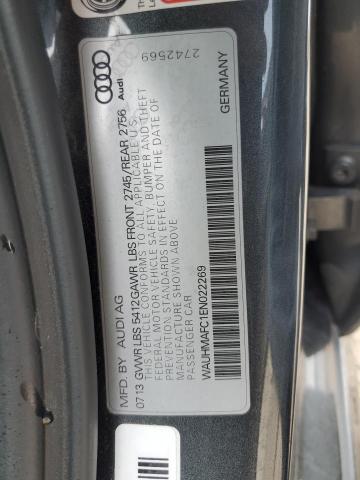 MFD. BY AUDI AG
07 13 GVWR LBS 5412 GAWR LBS FRONT 2745/REAR 2756
THIS VEHICLE CONFORMS TO ALL APPLICABLE U.S.
FEDERAL MOTOR VEHICLE SAFETY, BUMPER AND THEFT
PREVENTION STANDARDS IN EFFECT ON THE DATE OF
MANUFACTURE SHOWN ABOVE
PASSENGER CAR
WAUHMAFC1EN022269
GERMANY
Audi
2742569
TH